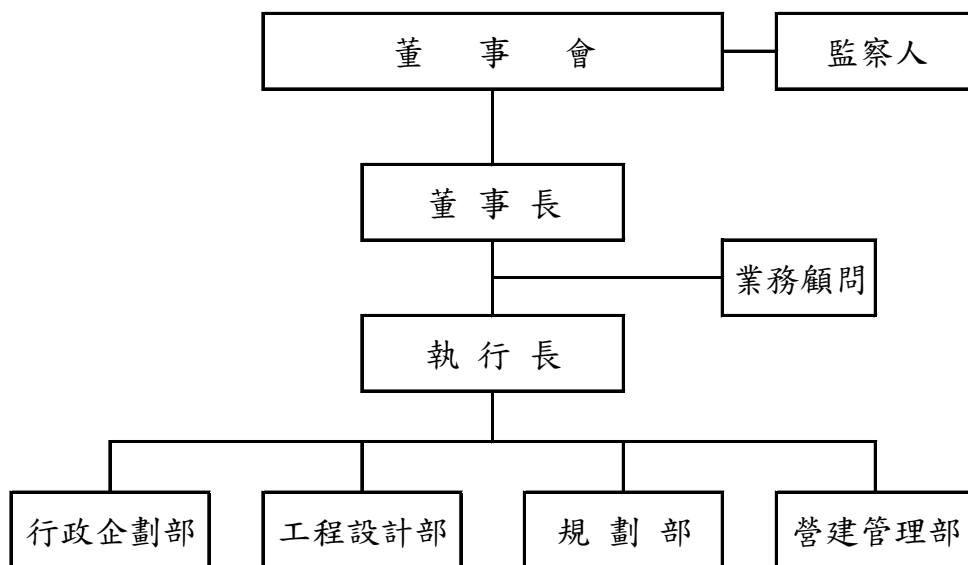 董事會
監察人
董事長
業務顧問
執行長
行政企劃部
工程設計部
規劃部
營建管理部